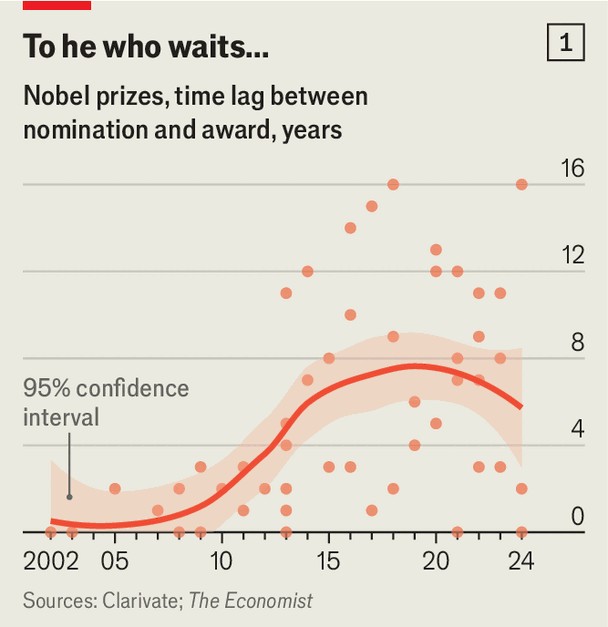 To he who waits...
1
Nobel prizes, time lag between
nomination and award, years
16
12
8
95% confidence
interval
4
0
2002 05 10 15 20 24
Sources: Clarivate; The Economist